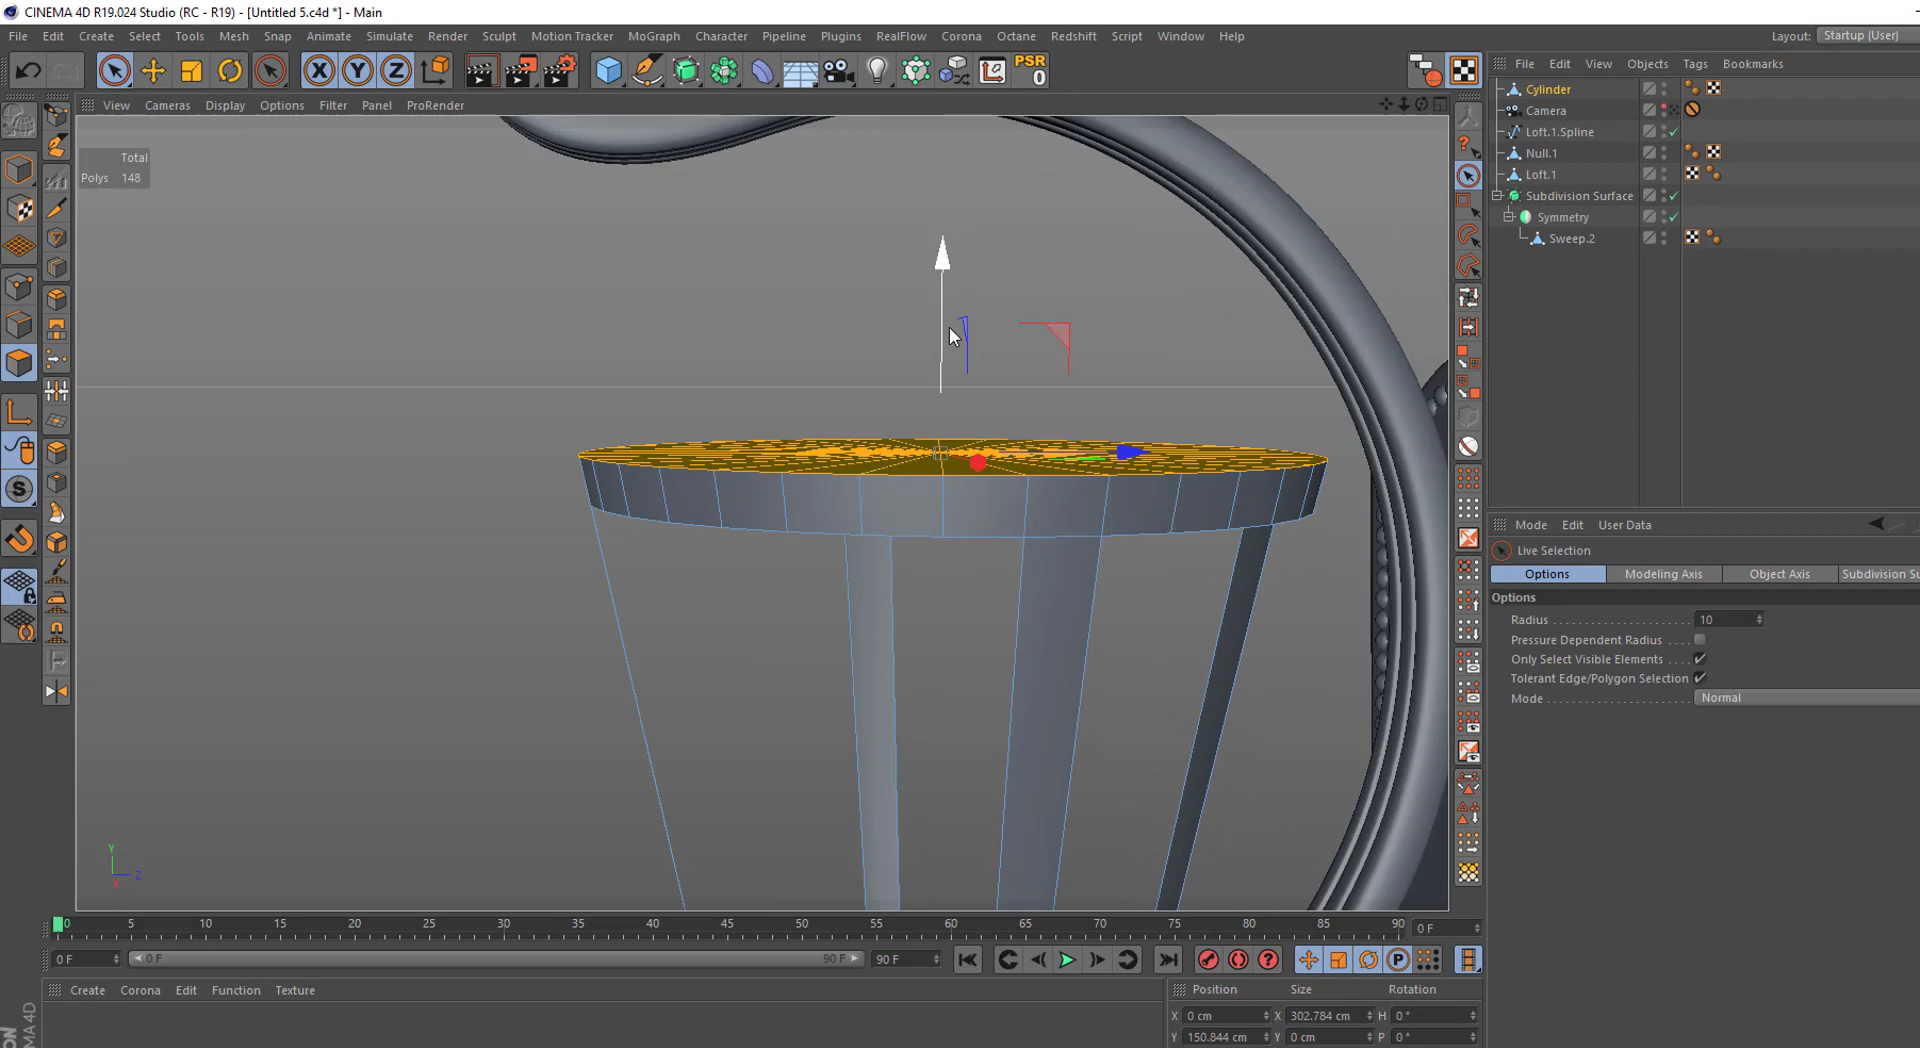 CINEMA 4D R19.024 Studio (RC - R19) - [Untitled 5.c4d *] - Main
File Edit Create Select Tools Mesh Snap Animate Simulate Render Sculpt Motion Tracker MoGraph Character Pipeline Plugins RealFlow Corona Octane Redshift Script Window Help
Layout: Startup (User)
X Y Z PSR 0
File Edit View Objects Tags Bookmarks
View Cameras Display Options Filter Panel ProRender
Total
Polys 148
Cylinder
Camera
Loft.1.Spline
Null.1
Loft.1
Subdivision Surface
Symmetry
Sweep.2
Mode Edit User Data
Live Selection
Options Modeling Axis Object Axis Subdivision Su
Options
Radius 10
Pressure Dependent Radius
Only Select Visible Elements
Tolerant Edge/Polygon Selection
Mode Normal
Y
Z
X
0 5 10 15 20 25 30 35 40 45 50 55 60 65 70 75 80 85 90
0 F
0 F 0 F 90 F 90 F
Create Corona Edit Function Texture
Position Size Rotation
X 0 cm X 302.784 cm H 0 °
Y 150.844 cm Y 0 cm P 0 °